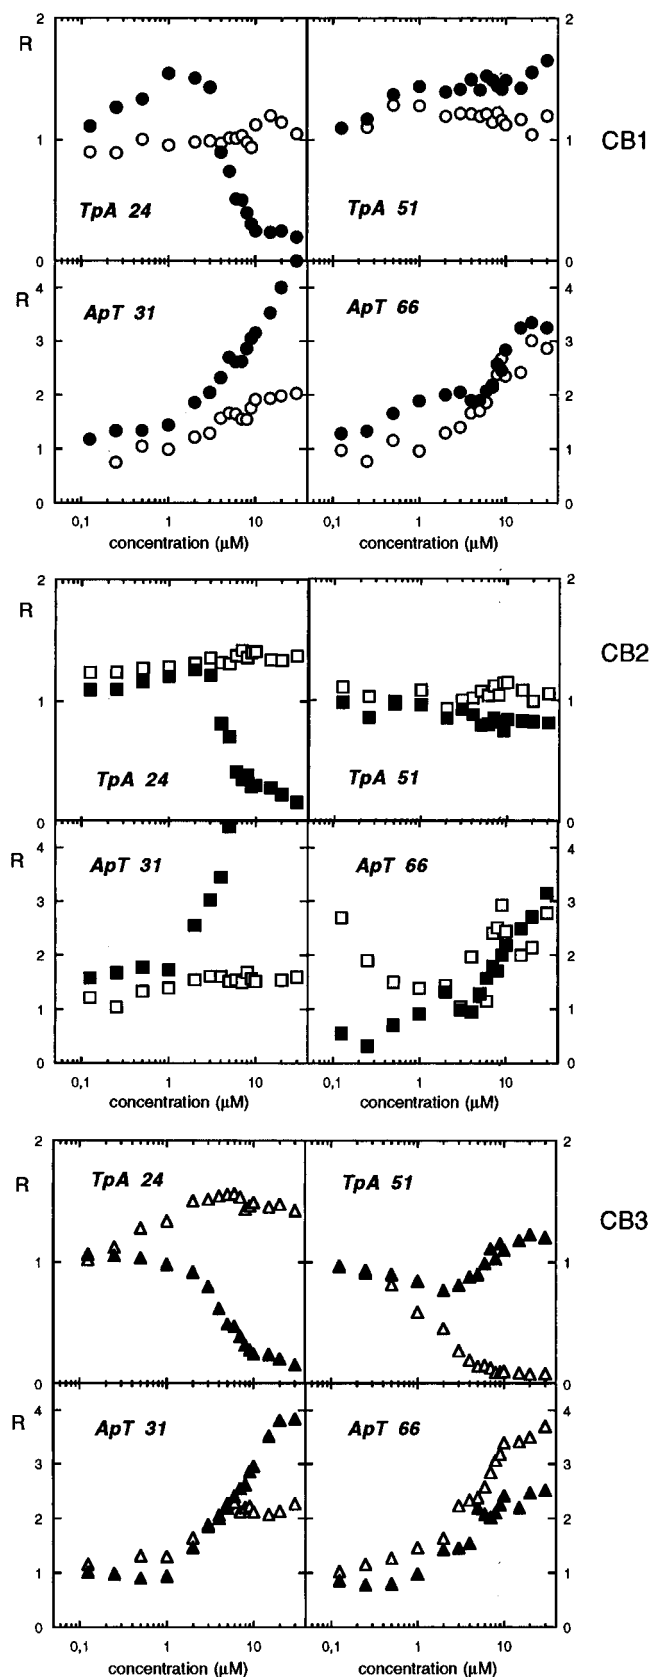 2 2
R
1 1 CB1
TpA 24 TpA 51
0 0
R 4 ApT 31 ApT 66 4
3 3
2 2
1 1
0 0
0,1 1 10 0,1 1 10
concentration (µM) concentration (µM)
2 2
R
CB2
1 1
TpA 24 TpA 51
0 0
R 4 ApT 31 ApT 66 4
3 3
2 2
1 1
0 0
0,1 1 10 0,1 1 10
concentration (µM) concentration (µM)
2 2
R TpA 24 TpA 51
CB3
1 1
0 0
R 4 ApT 31 ApT 66 4
3 3
2 2
1 1
0 0
0,1 1 10 0,1 1 10
concentration (µM) concentration (µM)